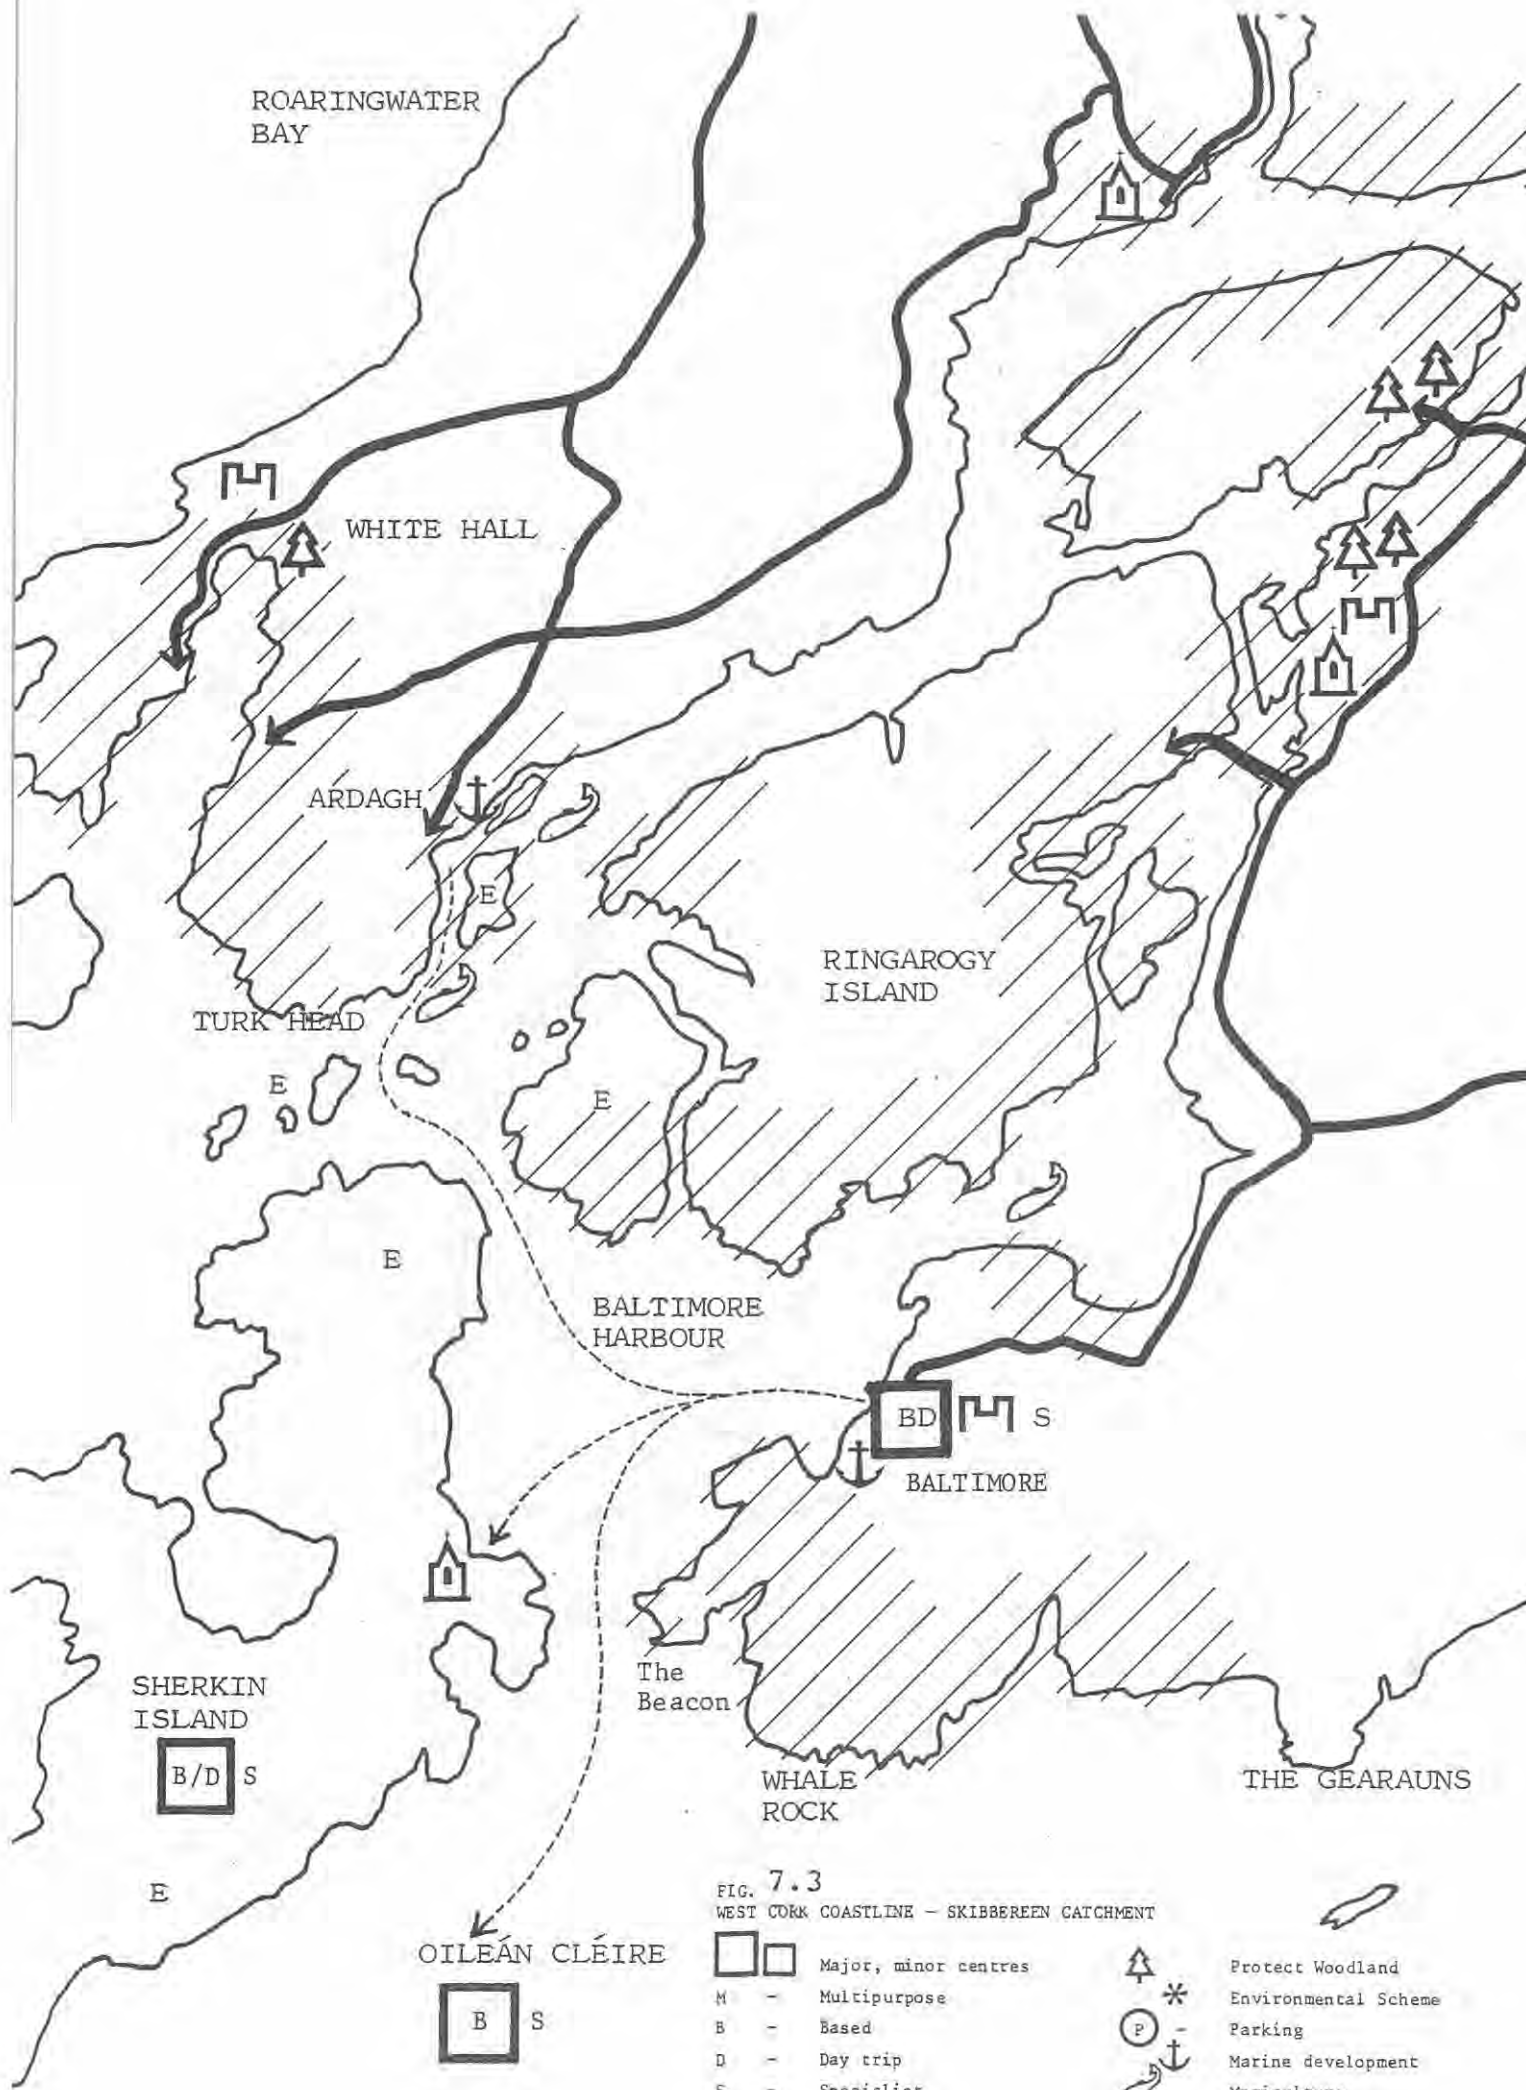 ROARINGWATER
BAY
WHITE HALL
ÁRDAGH
E
RINGAROGY
ISLAND
TURK HEAD
E
E
E
BALTIMORE
HARBOUR
BD S
BALTIMORE
The
Beacon
SHERKIN
ISLAND
B/D S
WHALE
ROCK
THE GEARAUNS
E
OILEÁN CLÉIRE
B S
FIG. 7.3
WEST CORK COASTLINE - SKIBBEREEN CATCHMENT
Major, minor centres
M - Multipurpose
B - Based
D - Day trip
Protect Woodland
Environmental Scheme
P - Parking
Marine development